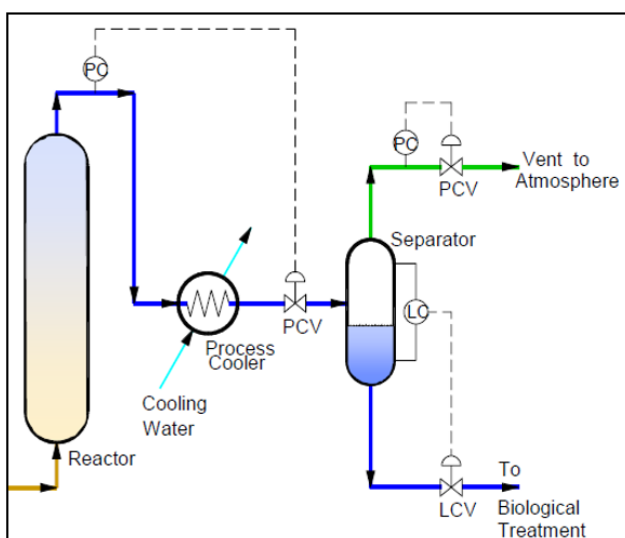 PC
PC
PCV
Vent to
Atmosphere
Separator
LC
PCV
Process
Cooler
Cooling
Water
Reactor
To
LCV
Biological
Treatment